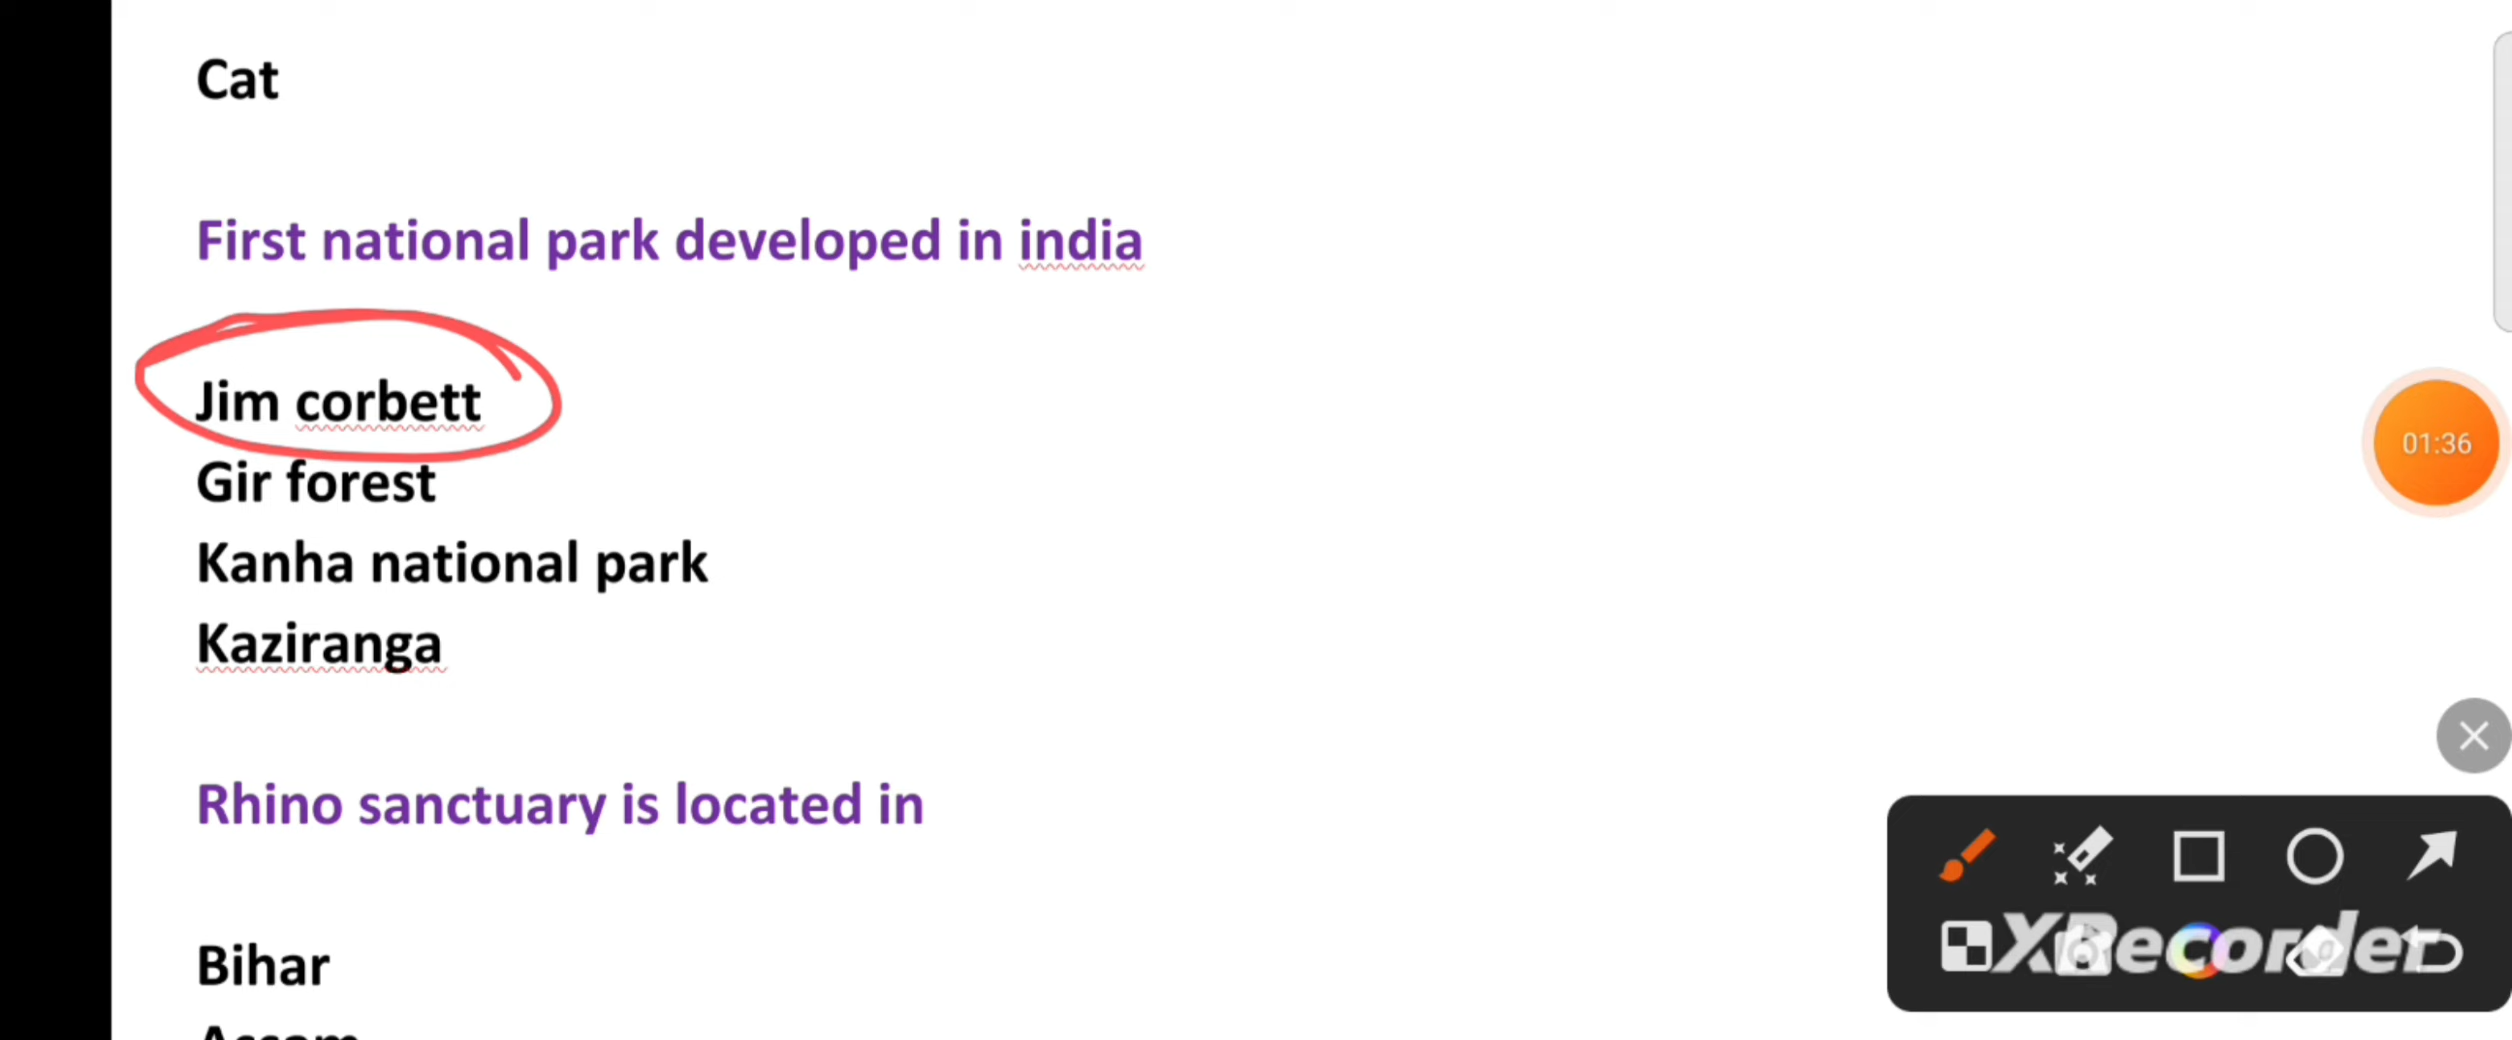 Cat
First national park developed in india
Jim corbett
Gir forest
Kanha national park
Kaziranga
01:36
Rhino sanctuary is located in
Bihar
Assam
XRecorder